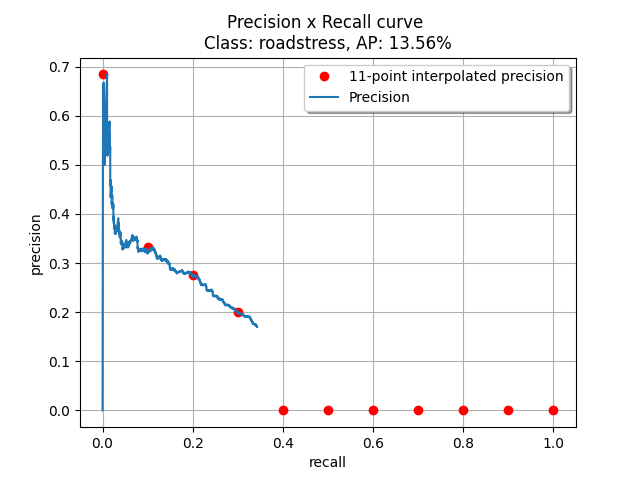 Precision x Recall curve
Class: roadstress, AP: 13.56%
11-point interpolated precision
Precision
0.7
0.6
0.5
0.4
0.3
0.2
0.1
0.0
precision
0.0 0.2 0.4 0.6 0.8 1.0
recall